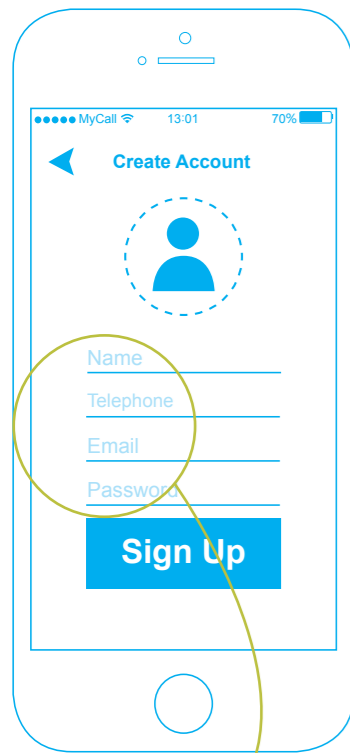 MyCall 13:01 70%
Create Account
Name
Telephone
Email
Password
Sign Up